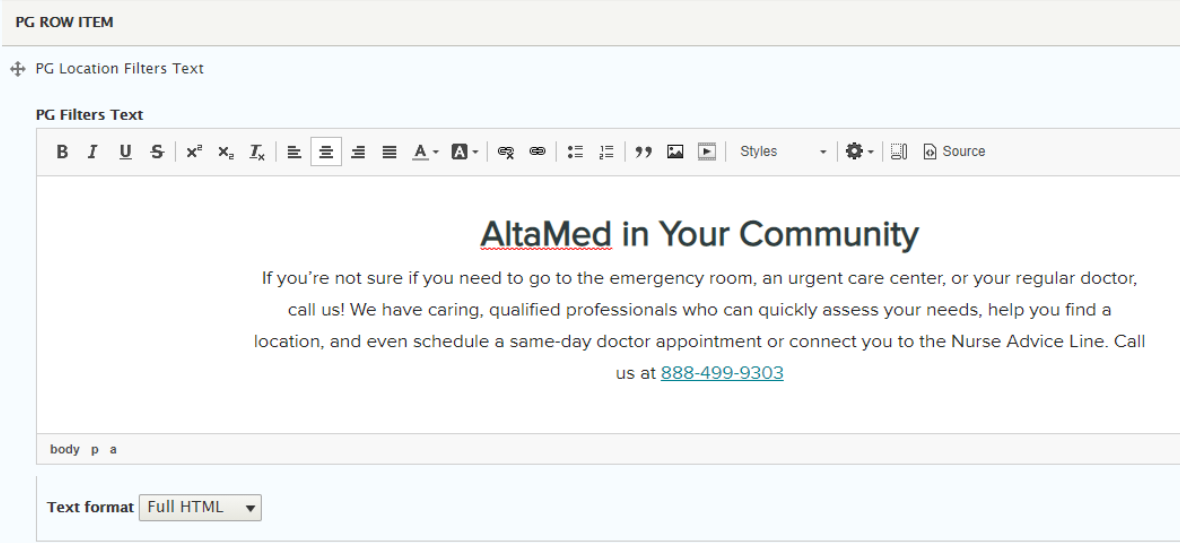 PG ROW ITEM
PG Location Filters Text
PG Filters Text
B I U S x² x₂ Tx A A Styles Source
AltaMed in Your Community
If you’re not sure if you need to go to the emergency room, an urgent care center, or your regular doctor,
call us! We have caring, qualified professionals who can quickly assess your needs, help you find a
location, and even schedule a same-day doctor appointment or connect you to the Nurse Advice Line. Call
us at 888-499-9303
body p a
Text format Full HTML